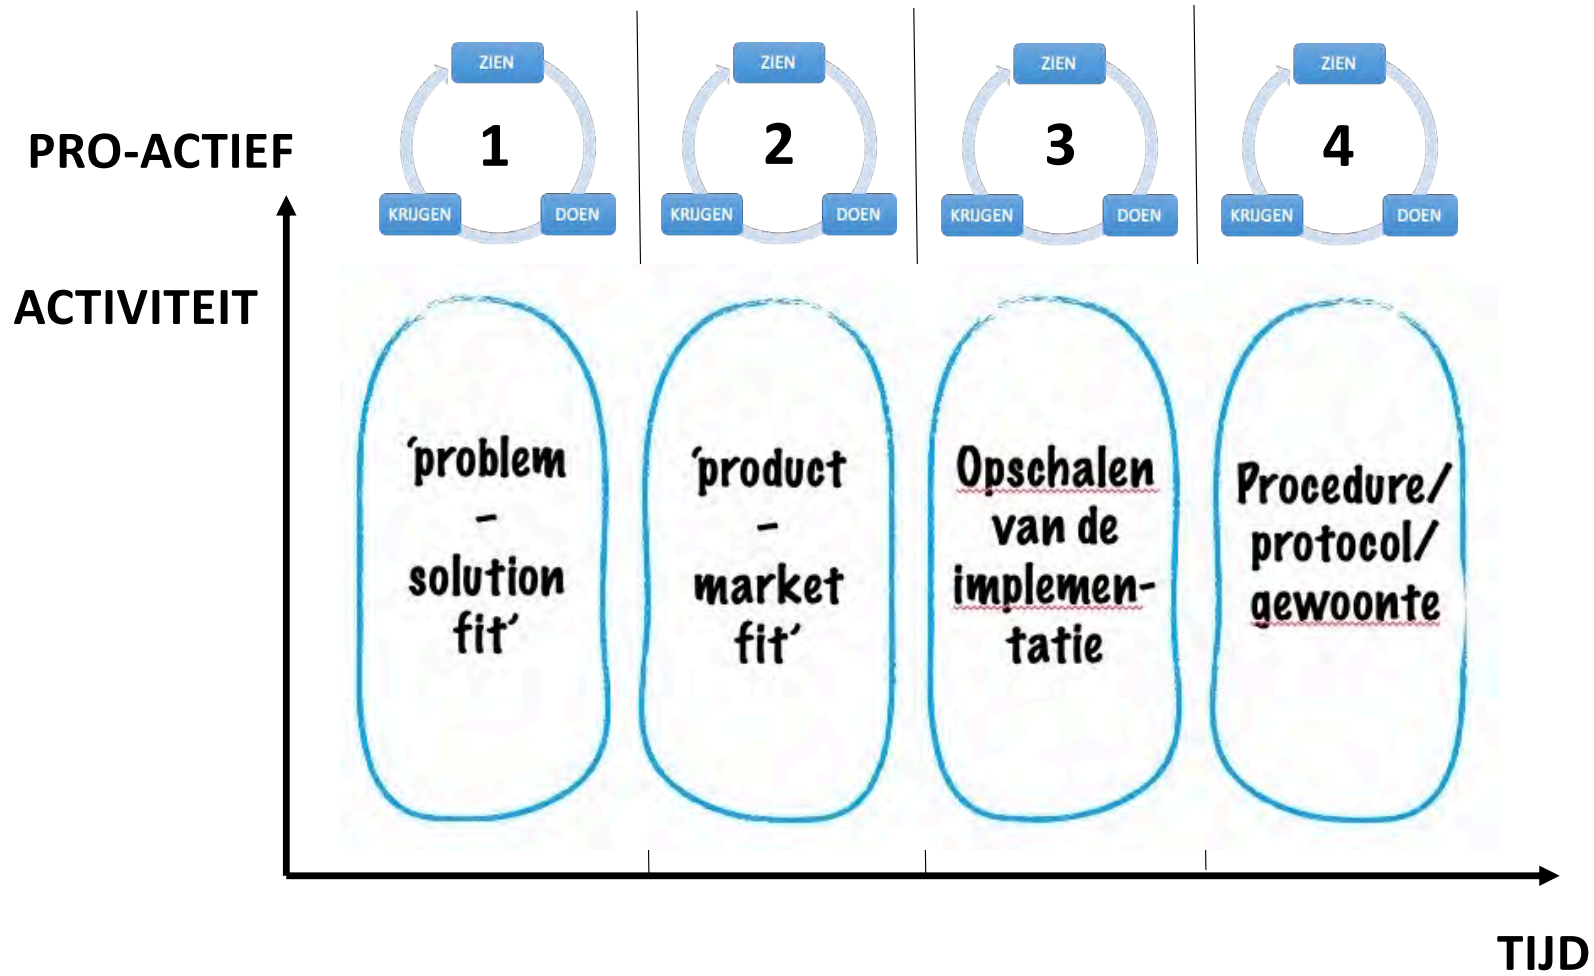 ZIEN
1
KRIJGEN
DOEN
ZIEN
2
KRIJGEN
DOEN
ZIEN
3
KRIJGEN
DOEN
ZIEN
4
KRIJGEN
DOEN
PRO-ACTIEF
ACTIVITEIT
‘problem
–
solution
fit’
‘product
–
market
fit’
Opschalen
van de
implemen-
tatie
Procedure/
protocol/
gewoonte
TIJD